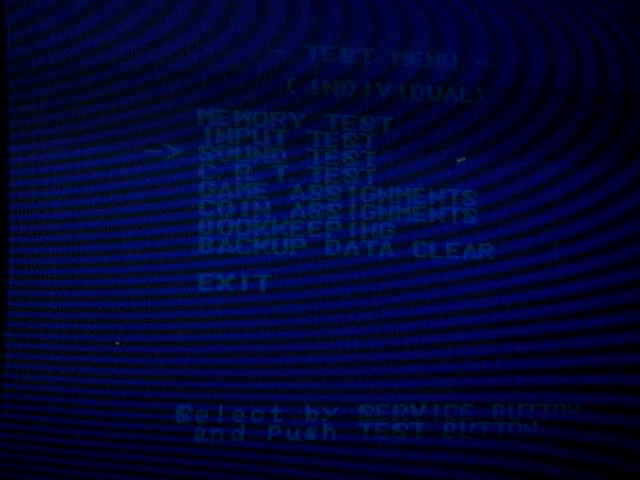 - TEST MENU -
( INDIVIDUAL)
MEMORY TEST
INPUT TEST
SOUND TEST
C.R.T TEST
GAME ASSIGNMENTS
COIN ASSIGNMENTS
BOOKKEEPING
BACKUP DATA CLEAR
EXIT
Select by SERVICE BUTTON
and Push TEST BUTTON